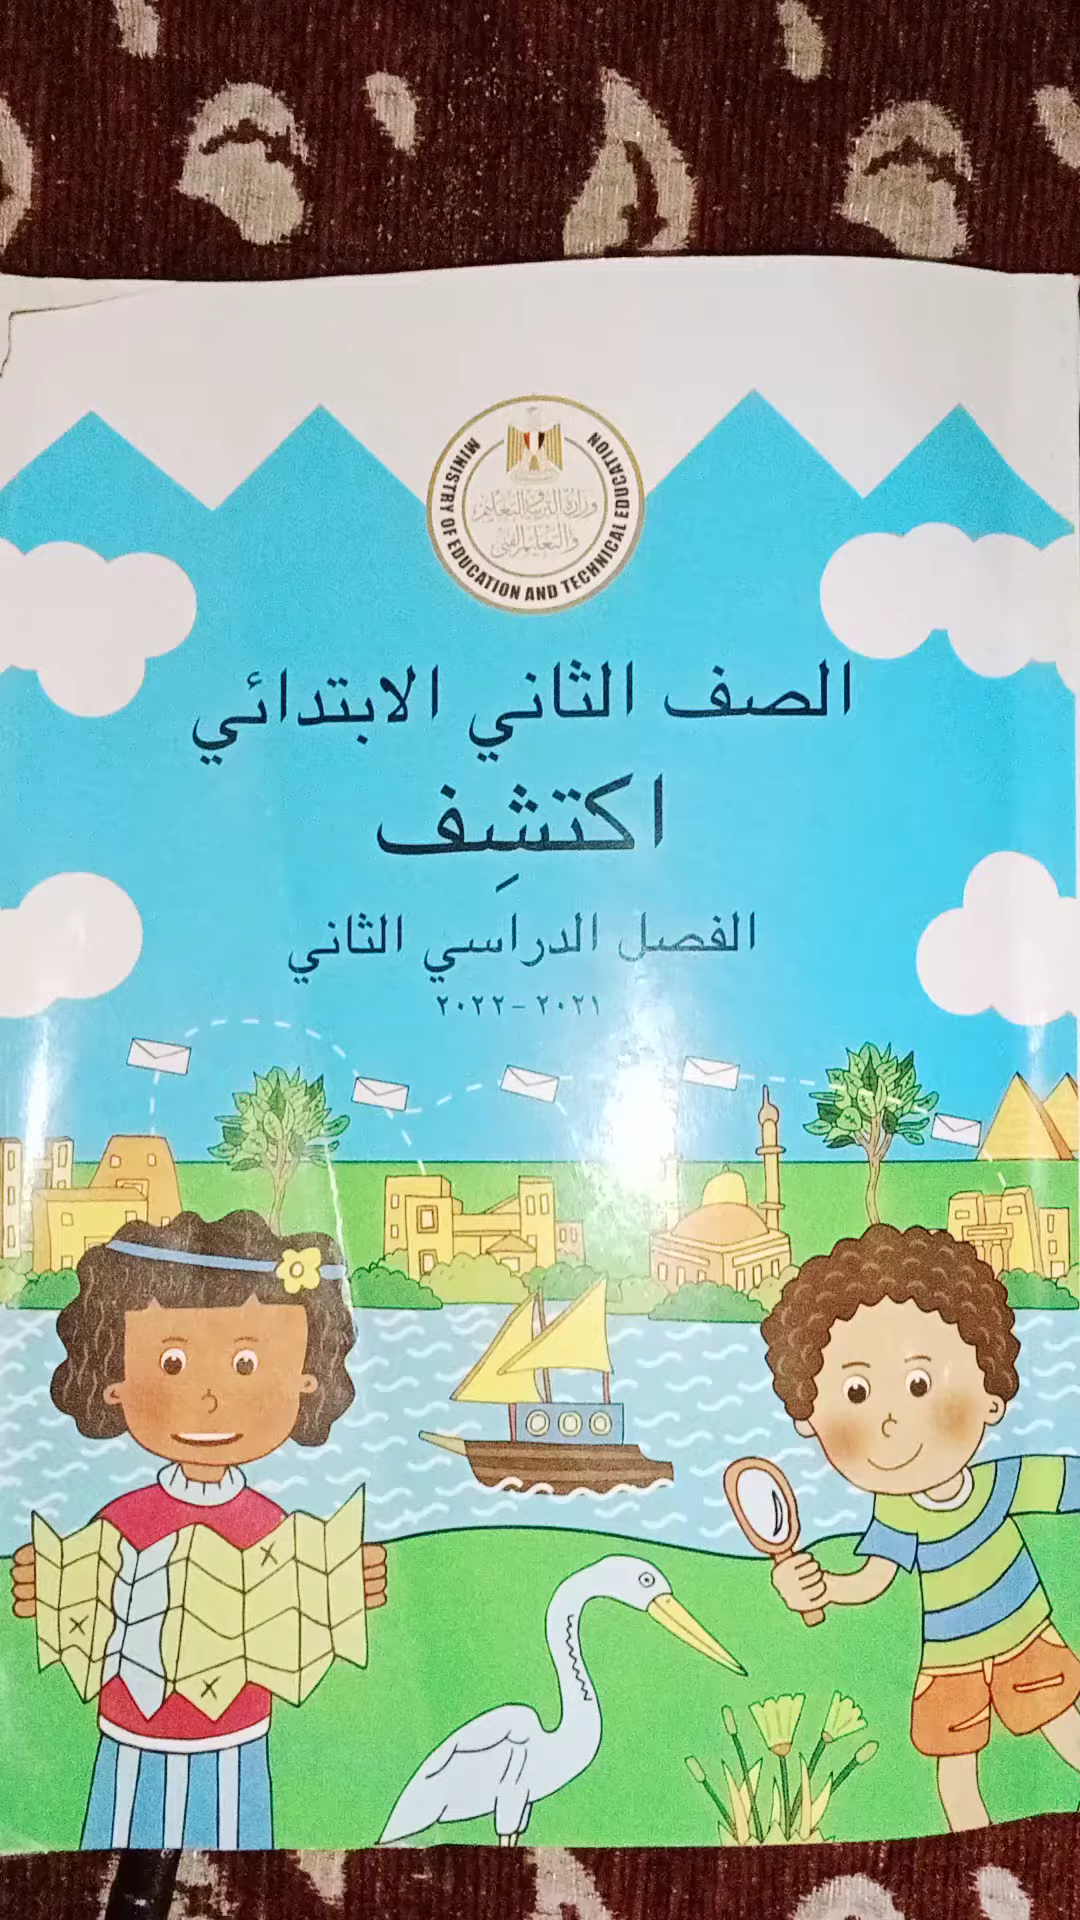 MINISTRY OF EDUCATION AND TECHNICAL EDUCATION
وزارة التربية والتعليم
والتعليم الفني
الصف الثاني الابتدائي
اكتشِف
الفصل الدراسي الثاني
٢٠٢١ - ٢٠٢٢